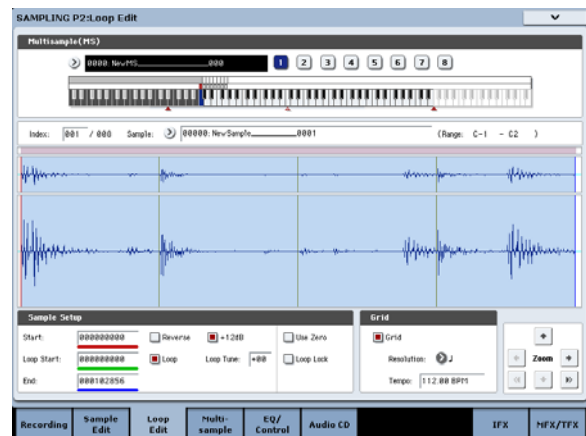 SAMPLING P2:Loop Edit
Multisample(MS)
0000: NewMS______________000
1 2 3 4 5 6 7 8
Index: 001 / 000 Sample: 00000: NewSample__________0001 (Range: C-1 - C2 )
Sample Setup
Start: 000000000 Reverse +12dB Use Zero
Loop Start: 000000000 Loop Loop Tune: +00 Loop Lock
End: 000102856
Grid
Grid
Resolution: ♩
Tempo: 112.00 BPM
Zoom
Recording Sample Edit Loop Edit Multi-sample EQ/Control Audio CD IFX MFX/TFX